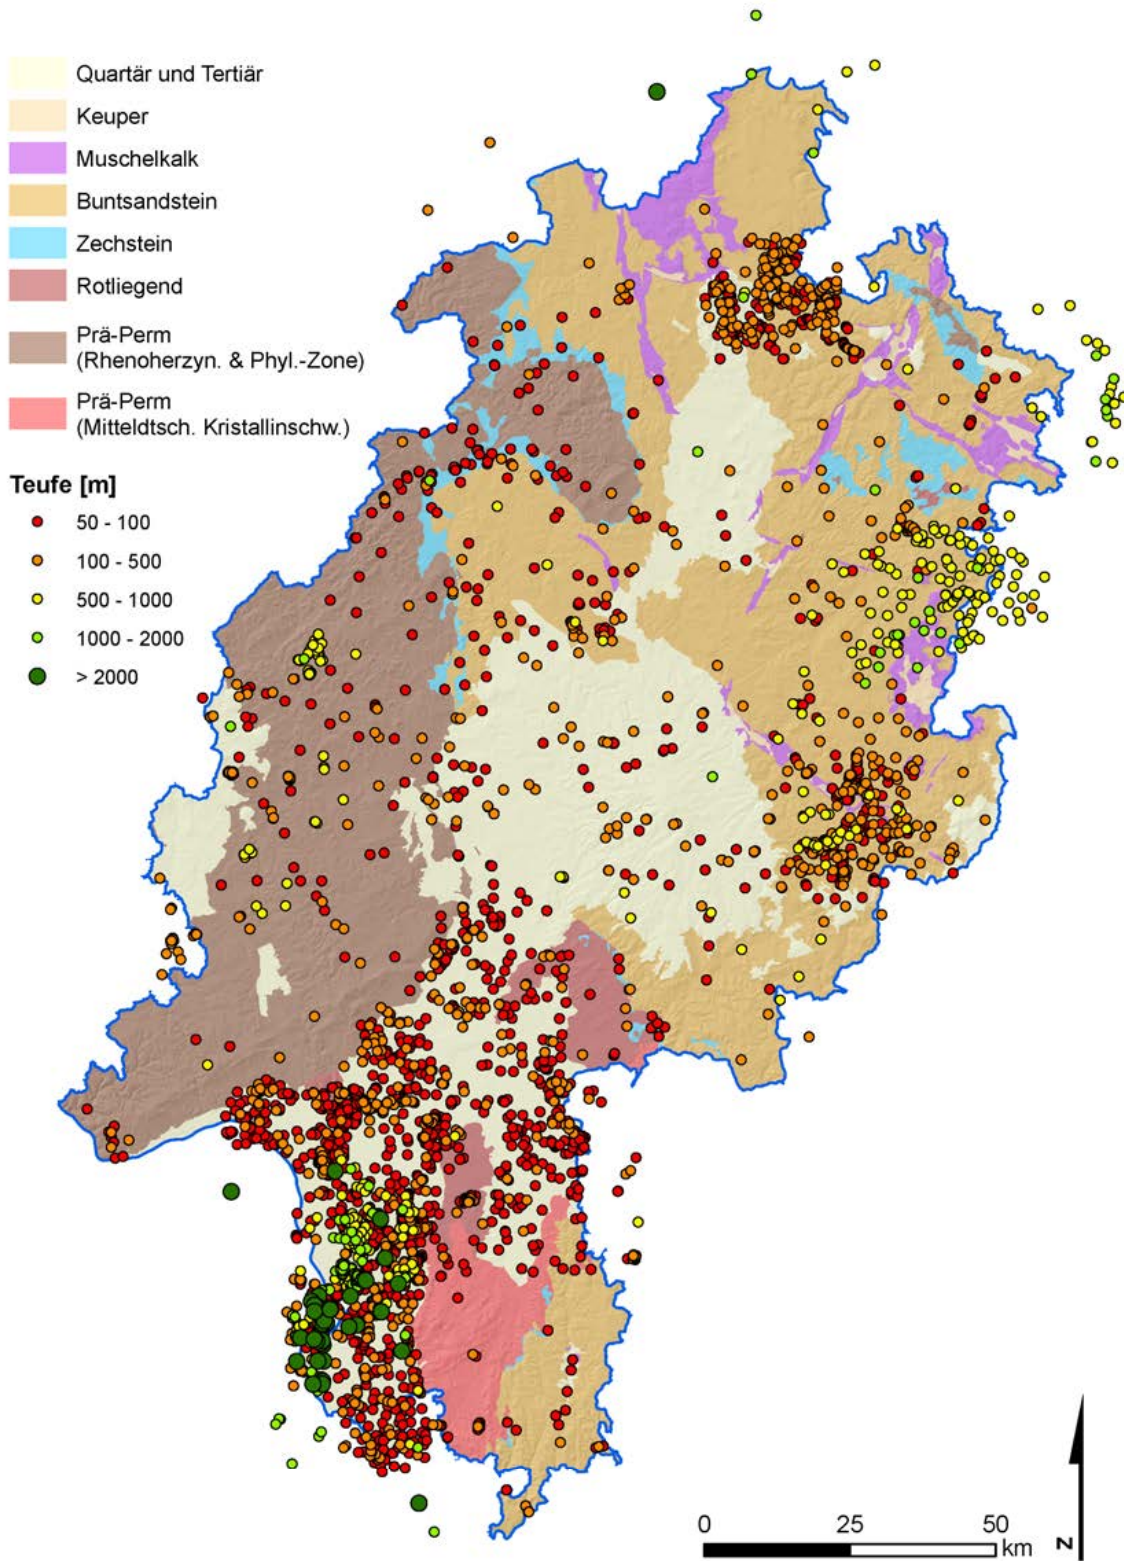 Quartär und Tertiär
Keuper
Muschelkalk
Buntsandstein
Zechstein
Rotliegend
Prä-Perm
(Rhenoherzyn. & Phyl.-Zone)
Prä-Perm
(Mitteldtsch. Kristallinschw.)
Teufe [m]
50 - 100
100 - 500
500 - 1000
1000 - 2000
> 2000
0 25 50
km
N